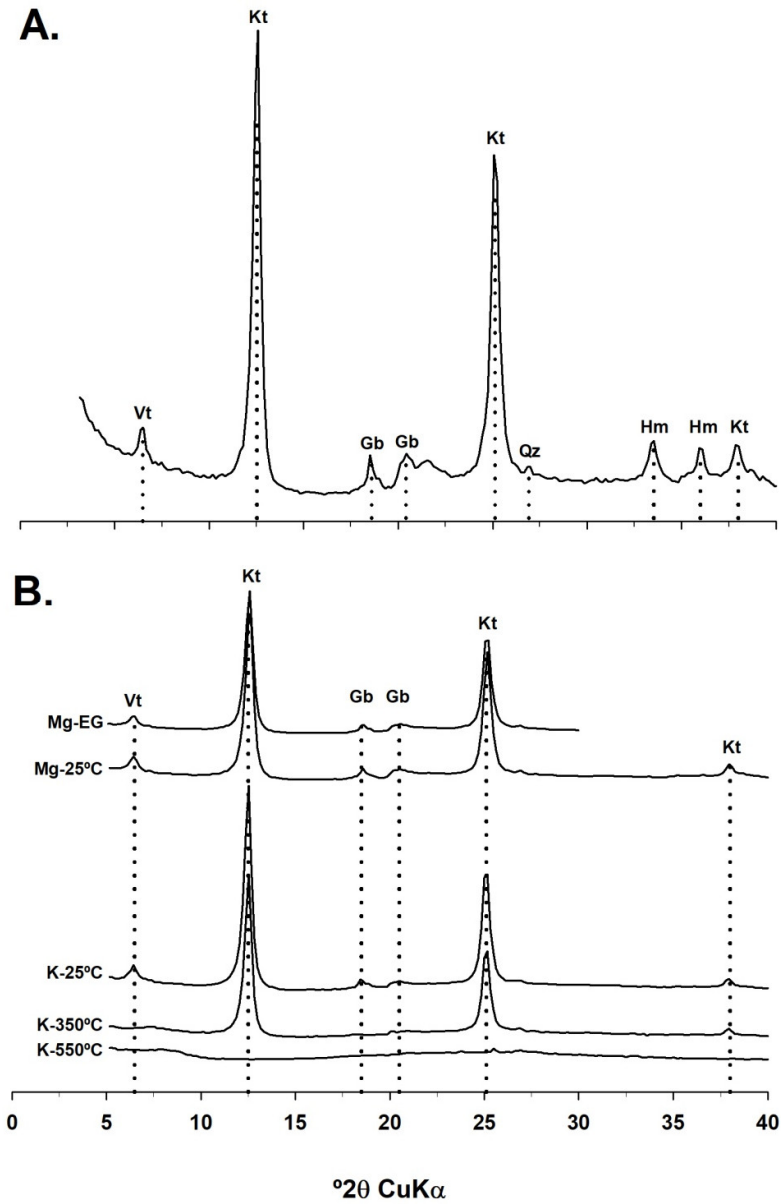 A.
Kt
Kt
Vt
Gb
Gb
Qz
Hm
Hm
Kt
B.
Kt
Kt
Vt
Gb
Gb
Mg-EG
Kt
Mg-25ºC
K-25ºC
K-350ºC
K-550ºC
0 5 10 15 20 25 30 35 40
º2θ CuKα